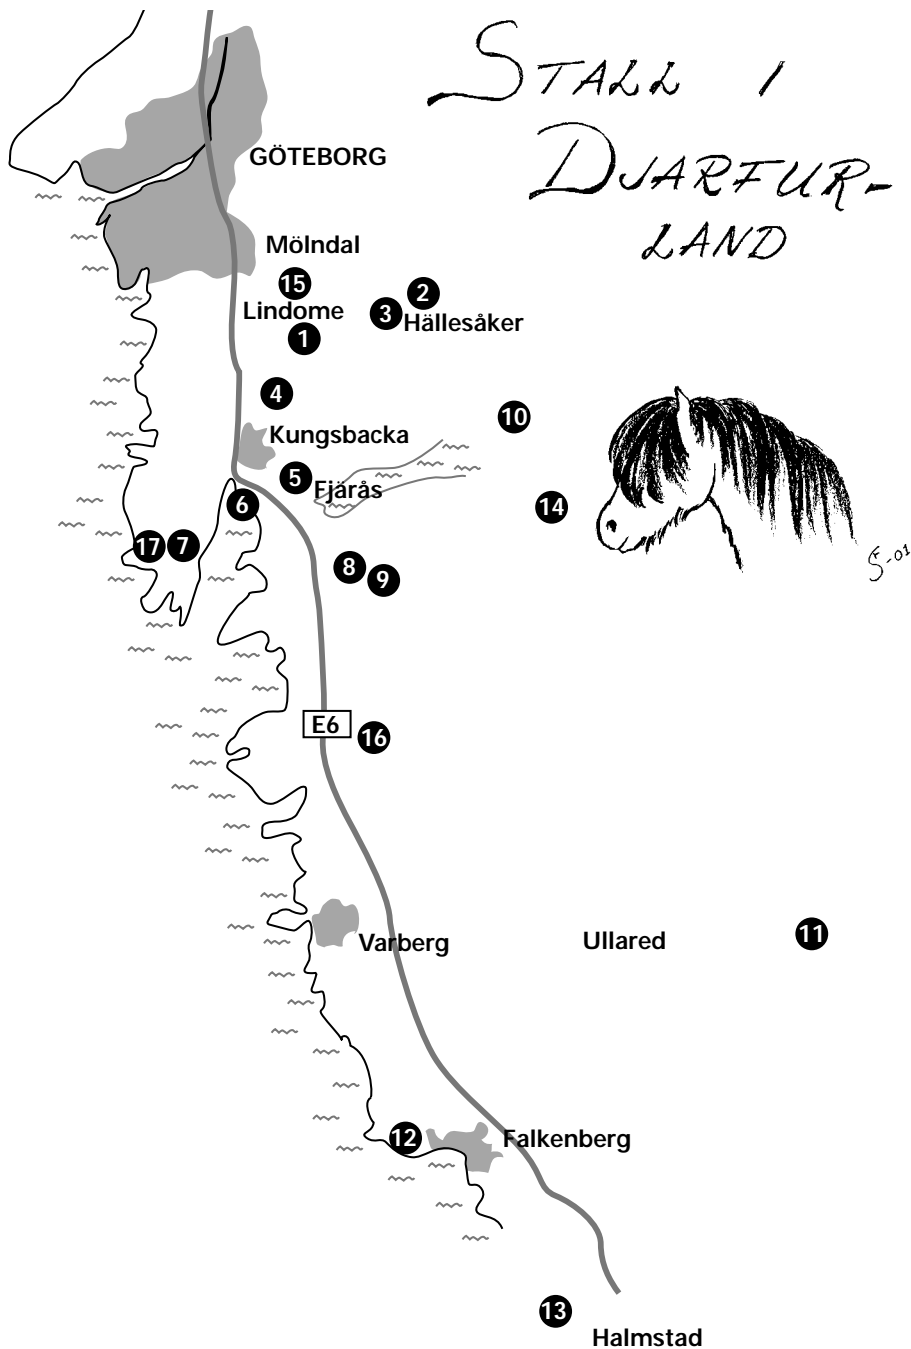 STALL I
DJARFUR-
LAND
GÖTEBORG
Mölndal
15
2
Lindome
3
Hällesåker
1
4
10
Kungsbacka
5
Fjärås
6
14
17
7
8
9
S-01
E6
16
Varberg
Ullared
11
12
Falkenberg
13
Halmstad